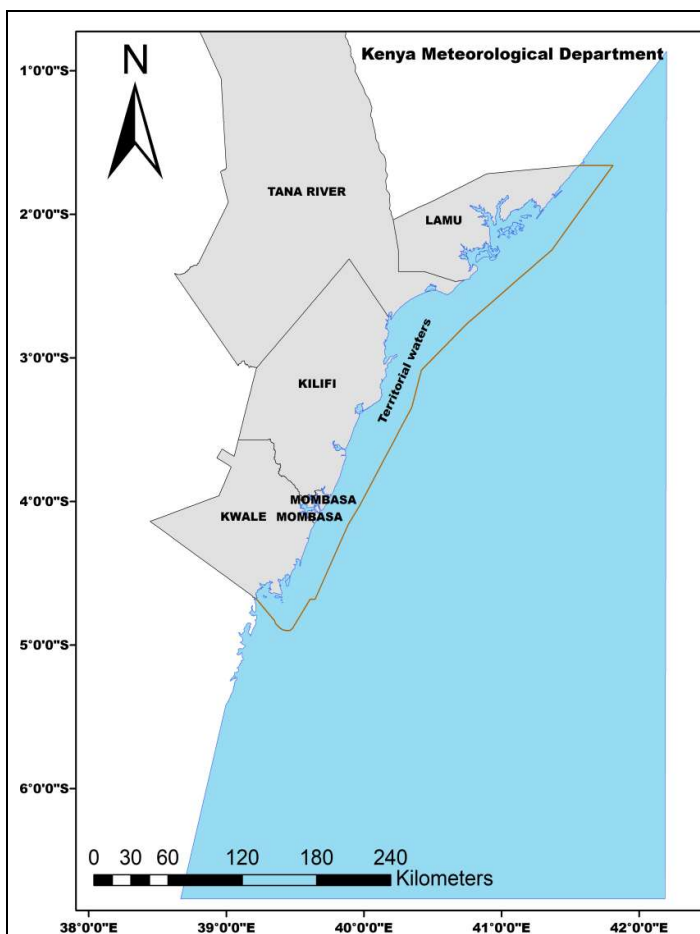 Kenya Meteorological Department
N
1°0'0"S
2°0'0"S
3°0'0"S
4°0'0"S
5°0'0"S
6°0'0"S
TANA RIVER
LAMU
Territorial waters
KILIFI
MOMBASA
KWALE MOMBASA
0 30 60 120 180 240
Kilometers
38°0'0"E 39°0'0"E 40°0'0"E 41°0'0"E 42°0'0"E